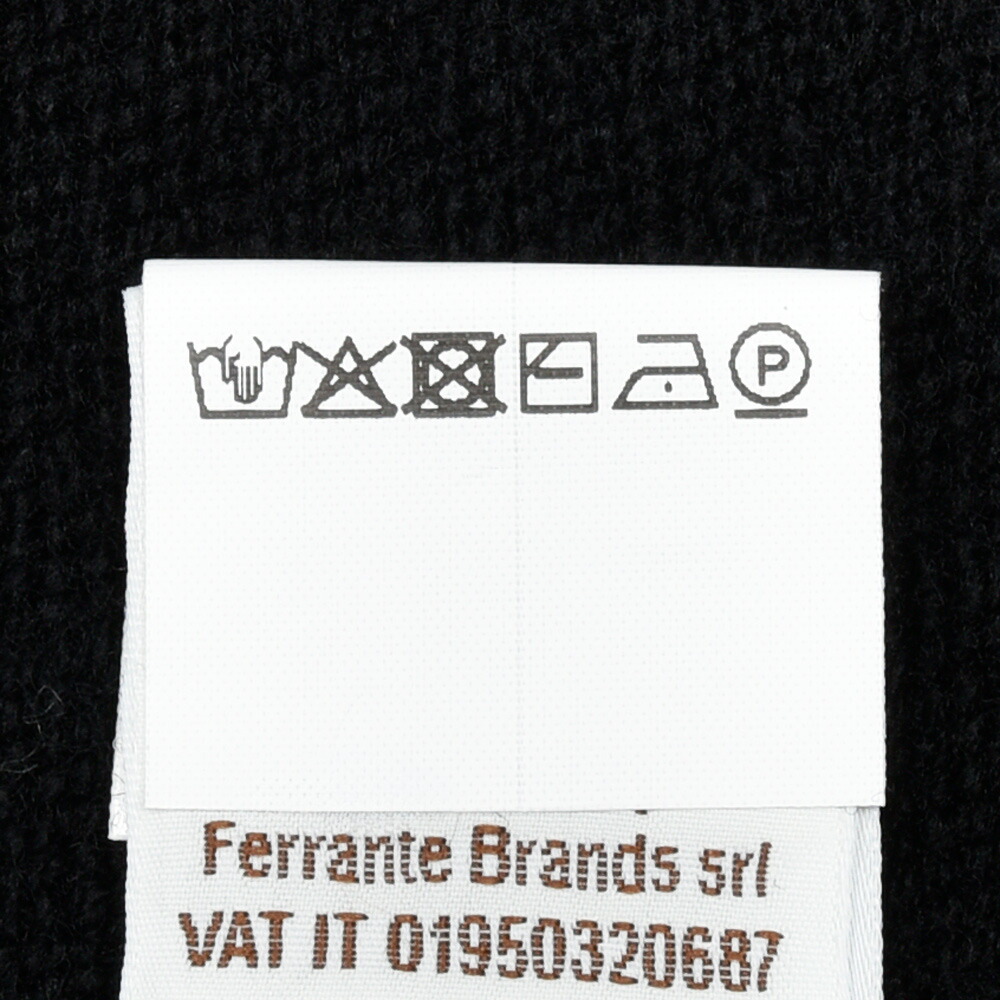 P
Ferrante Brands srl
VAT IT 01950320687